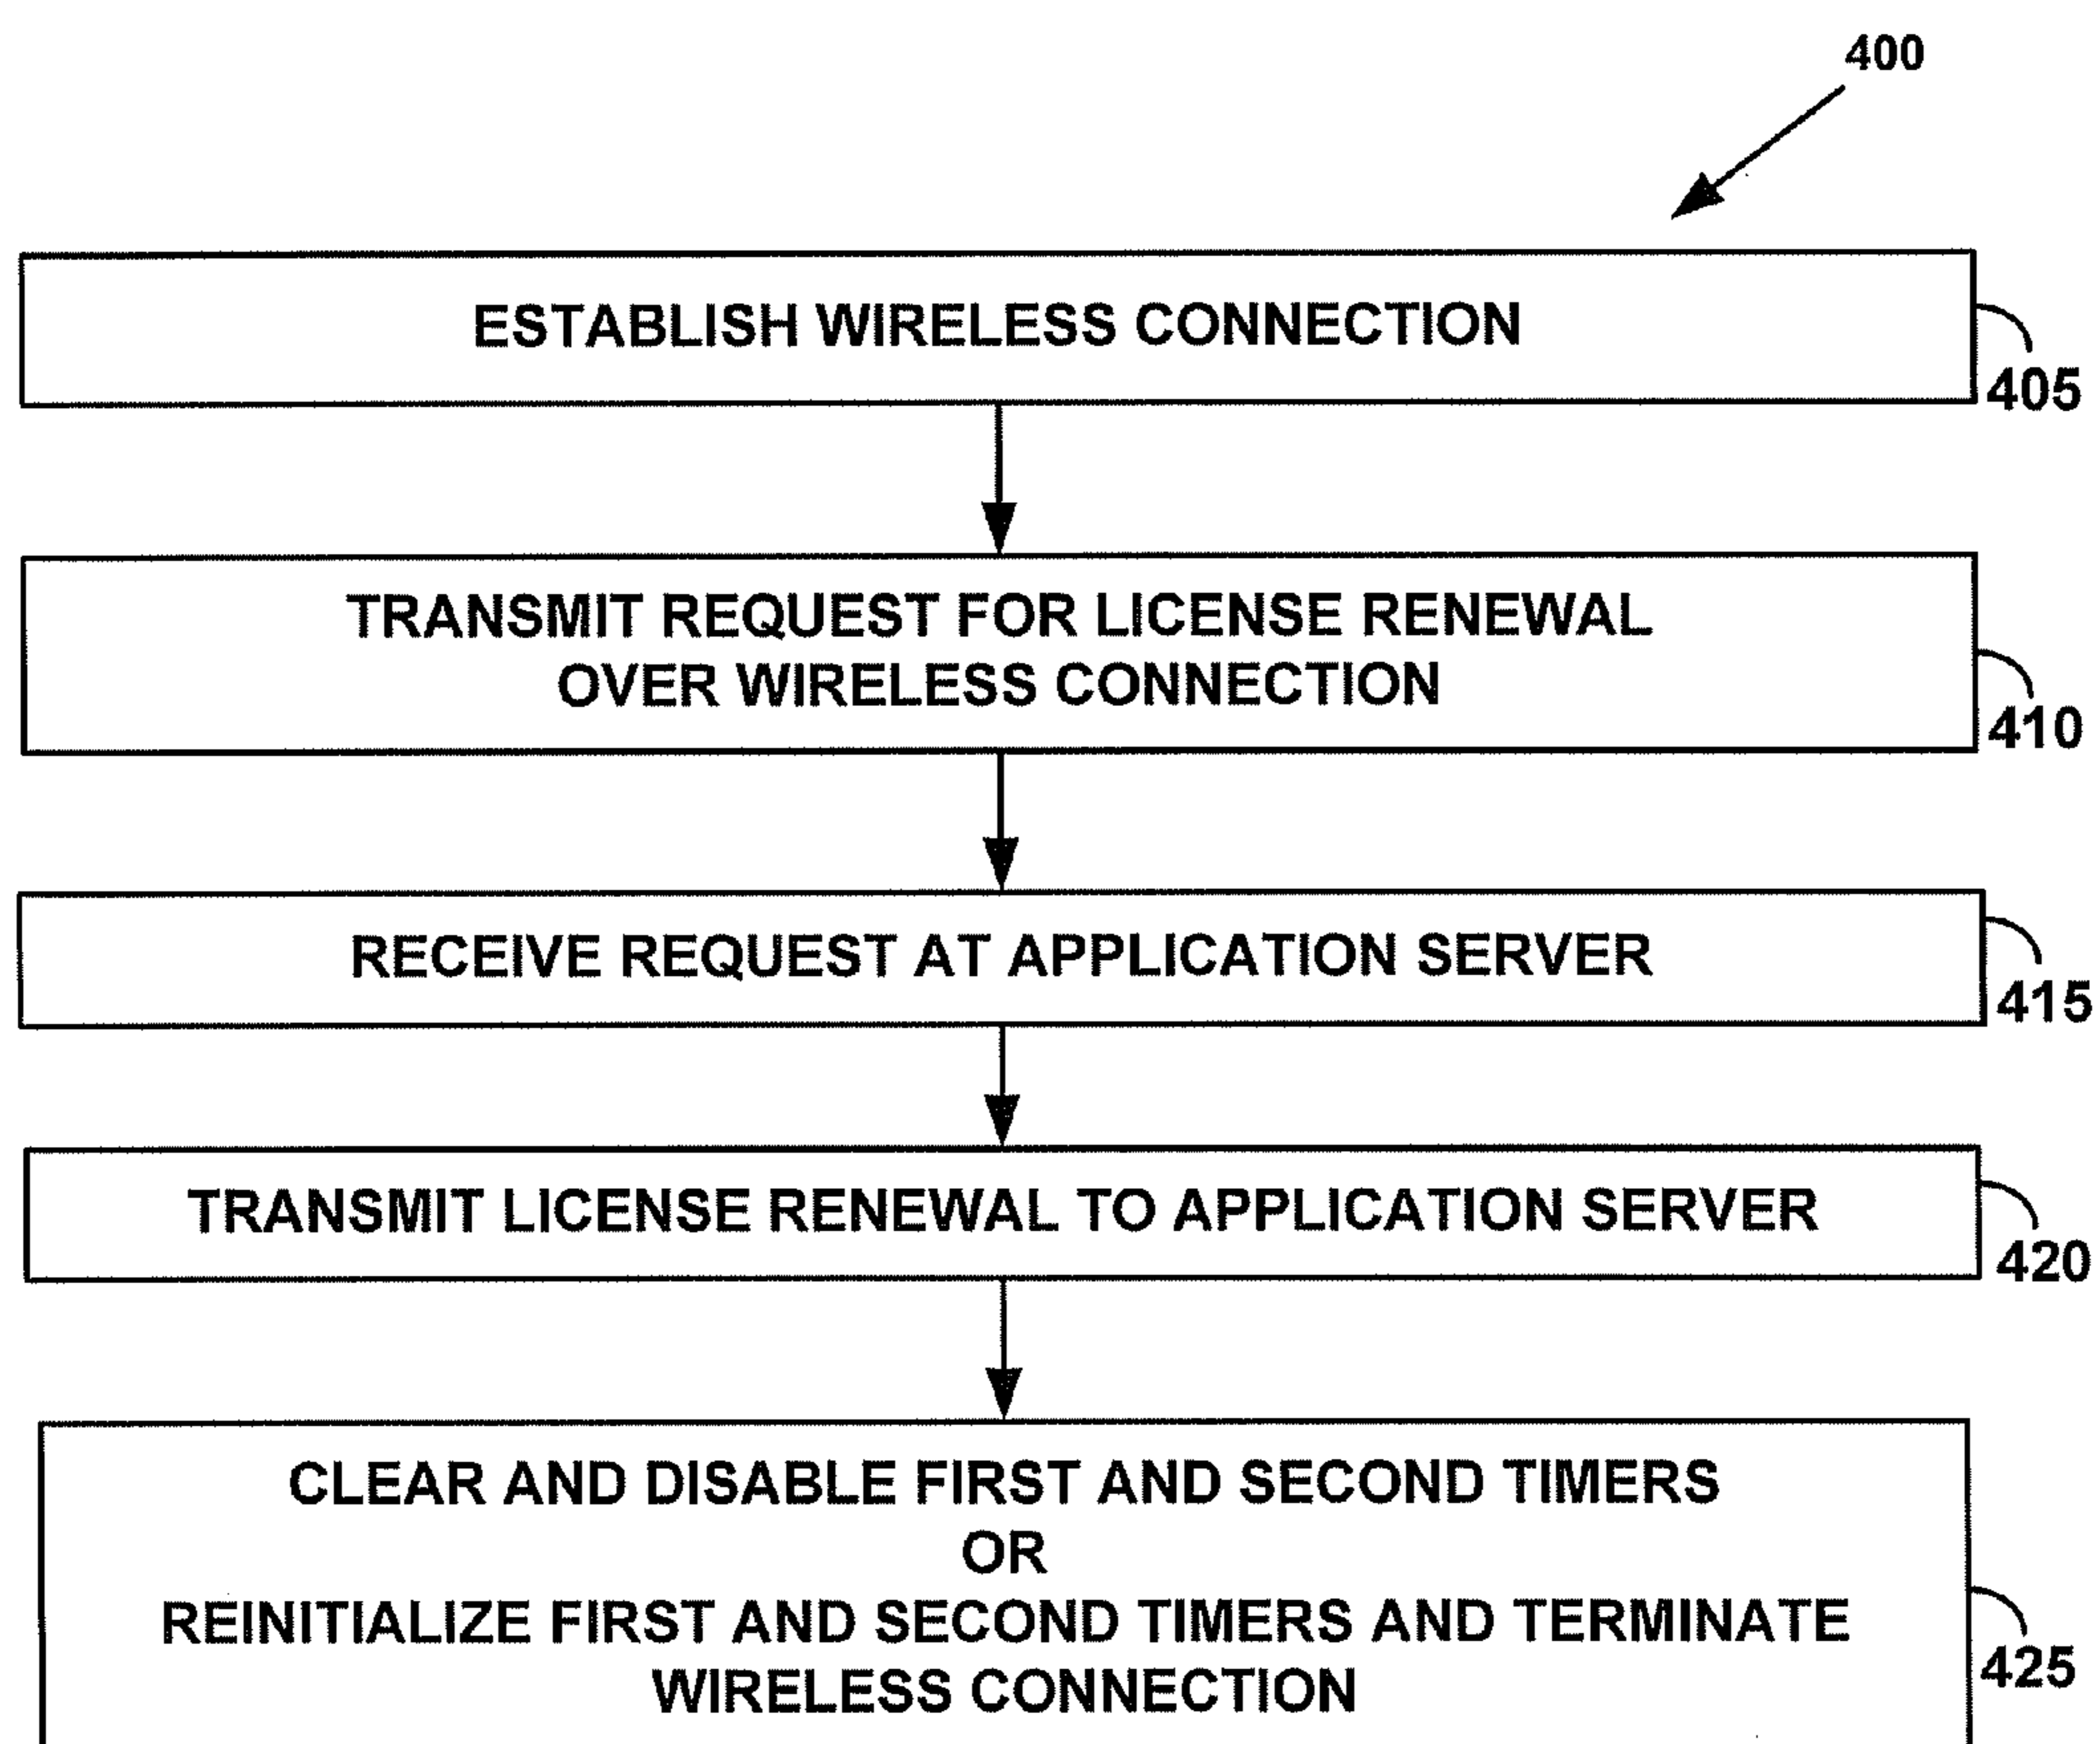 400
ESTABLISH WIRELESS CONNECTION
405
TRANSMIT REQUEST FOR LICENSE RENEWAL
OVER WIRELESS CONNECTION
410
RECEIVE REQUEST AT APPLICATION SERVER
415
TRANSMIT LICENSE RENEWAL TO APPLICATION SERVER
420
CLEAR AND DISABLE FIRST AND SECOND TIMERS
OR
REINITIALIZE FIRST AND SECOND TIMERS AND TERMINATE
WIRELESS CONNECTION
425